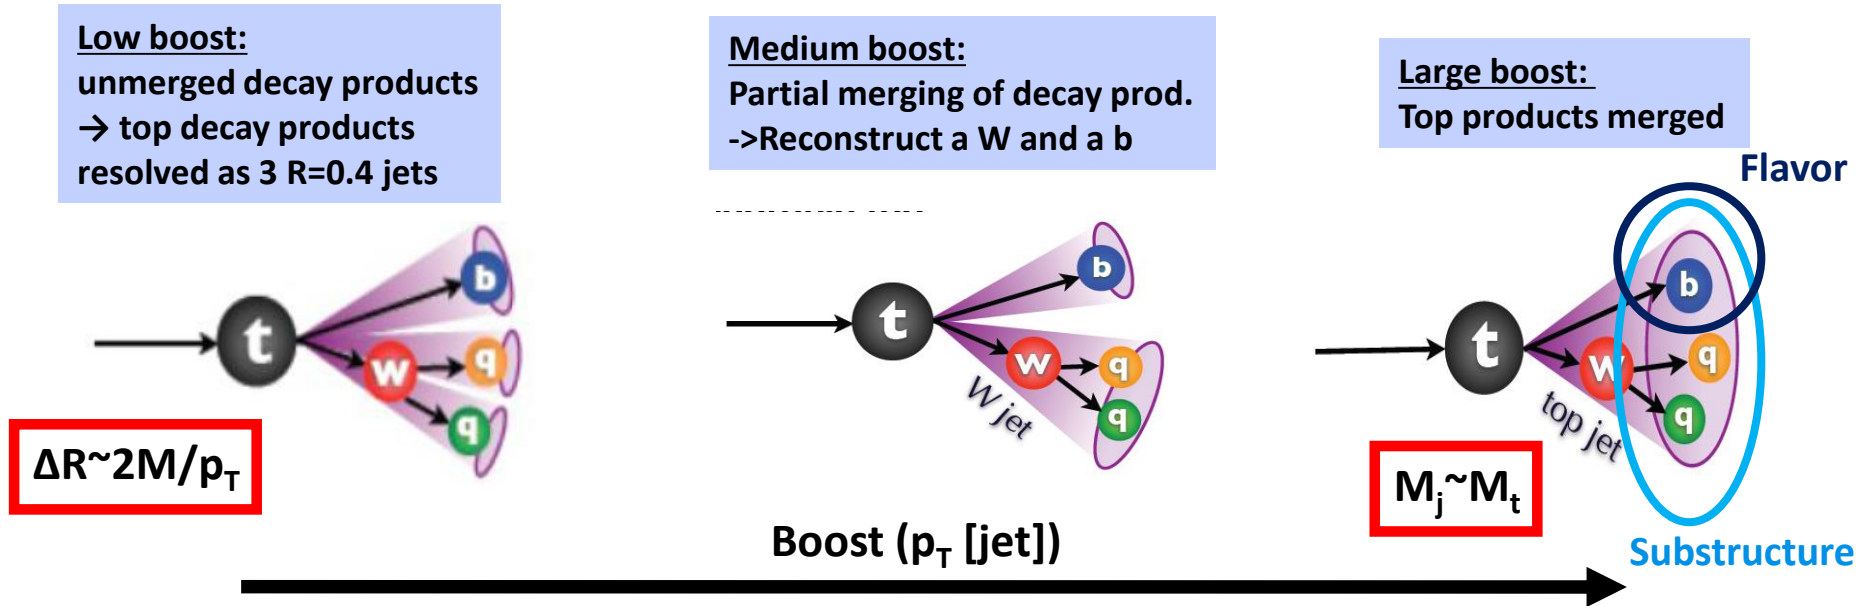 Low boost:
unmerged decay products
→ top decay products
resolved as 3 R=0.4 jets
Medium boost:
Partial merging of decay prod.
->Reconstruct a W and a b
Large boost:
Top products merged
Flavor
t
b
W
q
q
t
b
W
q
q
W jet
t
b
W
q
q
top jet
ΔR~2M/pT
Mj~Mt
Boost (pT [jet])
Substructure